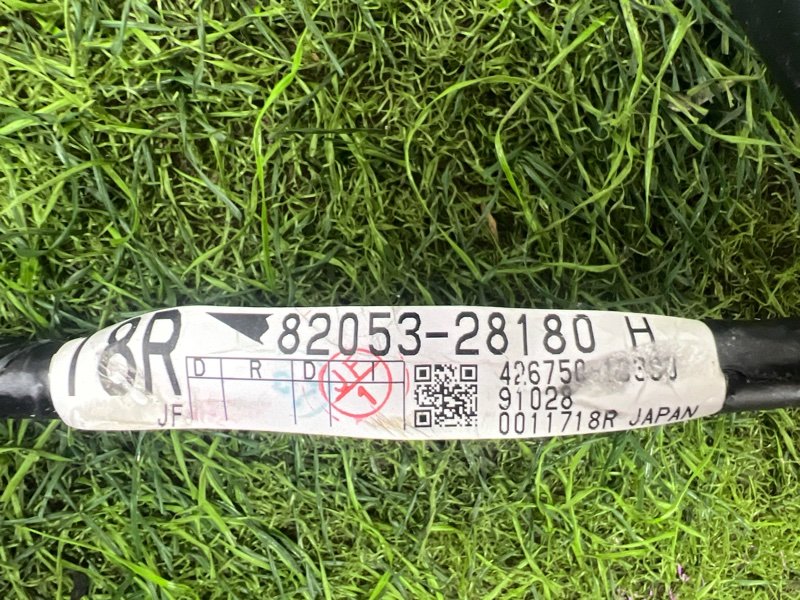 18R
82053-28180 H
D R D I
JF
426750
91028
0011718R JAPAN